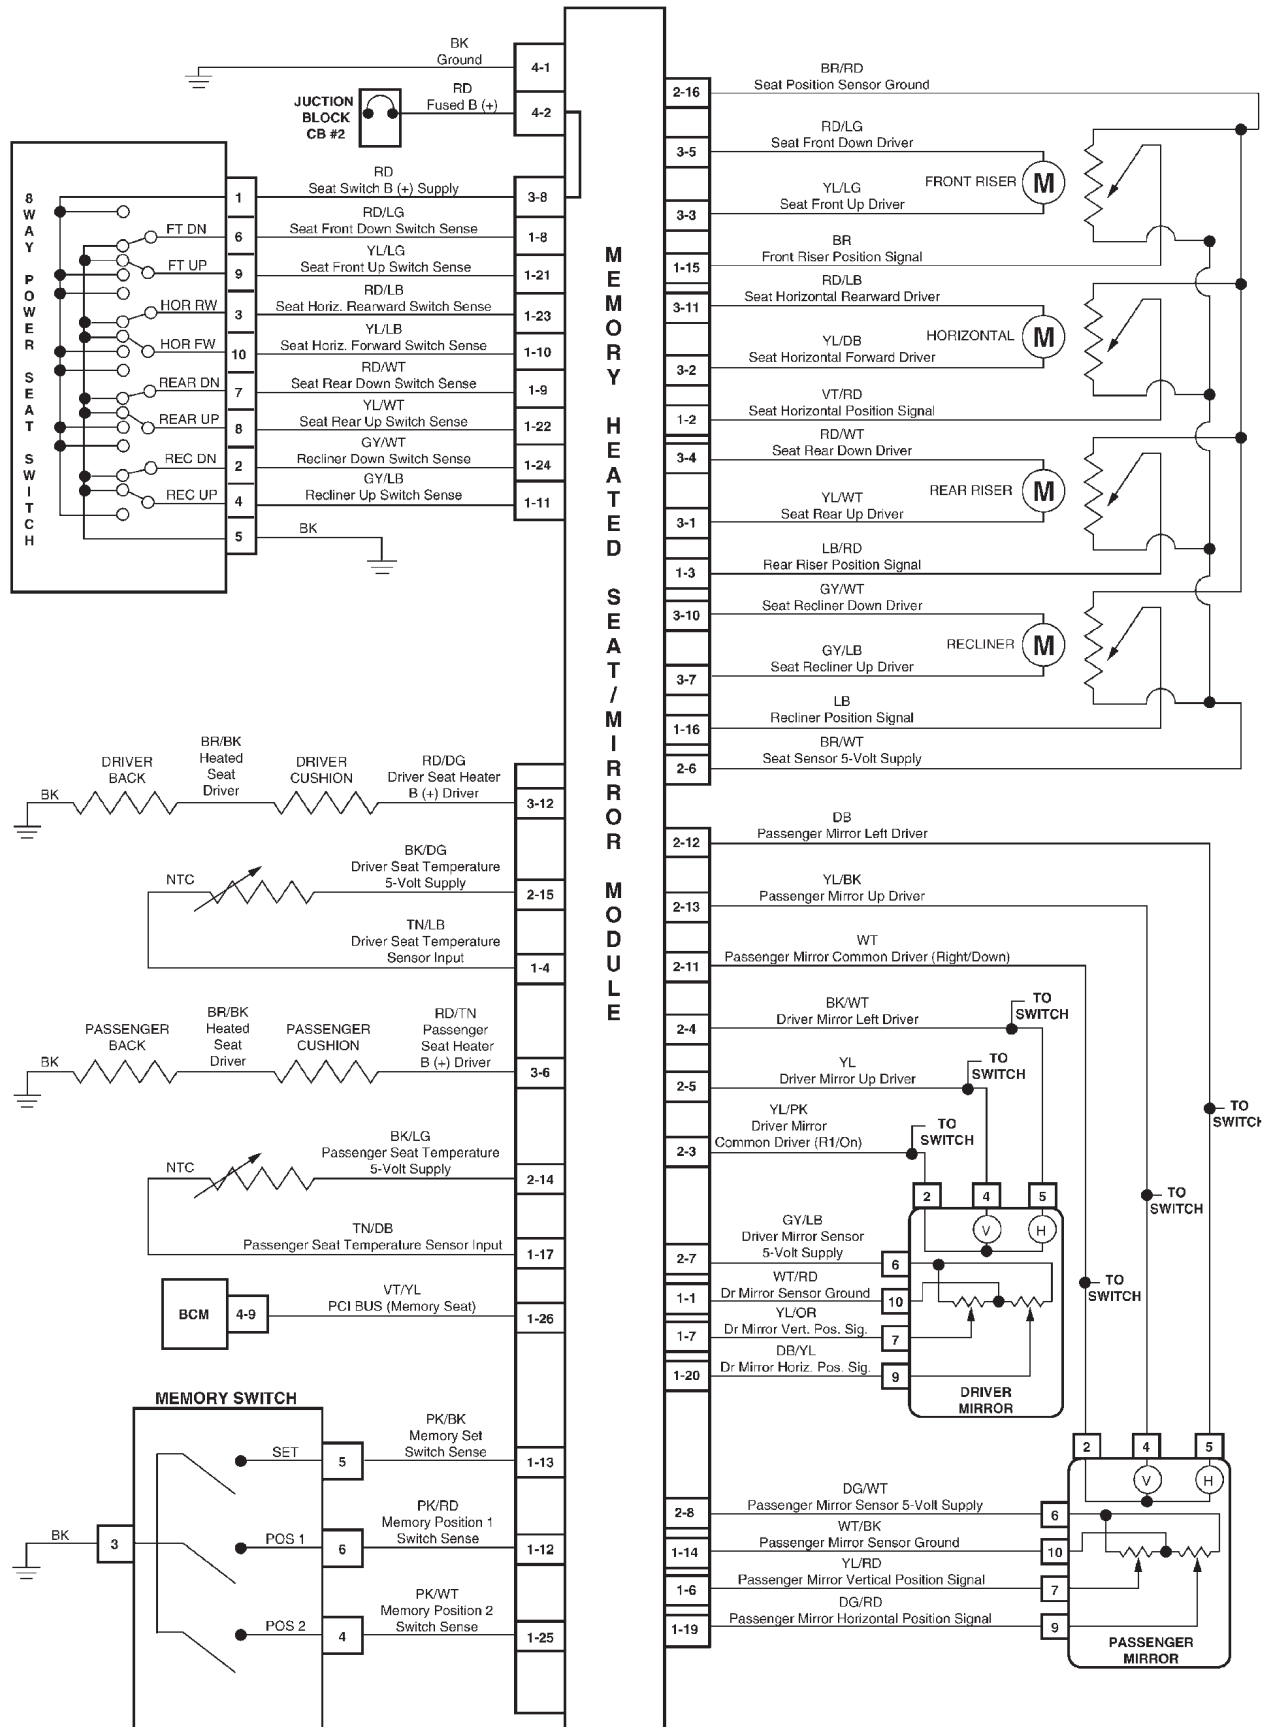 BK
Ground
4-1
JUCTION
BLOCK
CB #2
RD
Fused B (+)
4-2
8 WAY POWER SEAT SWITCH
RD
1
Seat Switch B (+) Supply
3-8
RD/LG
FT DN
6
Seat Front Down Switch Sense
1-8
YL/LG
FT UP
9
Seat Front Up Switch Sense
1-21
RD/LB
HOR RW
3
Seat Horiz. Rearward Switch Sense
1-23
YL/LB
HOR FW
10
Seat Horiz. Forward Switch Sense
1-10
RD/WT
REAR DN
7
Seat Rear Down Switch Sense
1-9
YL/WT
REAR UP
8
Seat Rear Up Switch Sense
1-22
GY/WT
REC DN
2
Recliner Down Switch Sense
1-24
GY/LB
REC UP
4
Recliner Up Switch Sense
1-11
5
BK
DRIVER
BACK
BR/BK
Heated
Seat
Driver
DRIVER
CUSHION
RD/DG
Driver Seat Heater
B (+) Driver
BK
3-12
BK/DG
Driver Seat Temperature
5-Volt Supply
NTC
2-15
TN/LB
Driver Seat Temperature
Sensor Input
1-4
PASSENGER
BACK
BR/BK
Heated
Seat
Driver
PASSENGER
CUSHION
RD/TN
Passenger
Seat Heater
B (+) Driver
BK
3-6
BK/LG
Passenger Seat Temperature
5-Volt Supply
NTC
2-14
TN/DB
Passenger Seat Temperature Sensor Input
1-17
BCM
4-9
VT/YL
PCI BUS (Memory Seat)
1-26
MEMORY SWITCH
PK/BK
Memory Set
Switch Sense
SET
5
1-13
PK/RD
Memory Position 1
Switch Sense
BK
3
POS 1
6
1-12
PK/WT
Memory Position 2
Switch Sense
POS 2
4
1-25
MEMORY HEATED SEAT/MIRROR MODULE
BR/RD
Seat Position Sensor Ground
2-16
RD/LG
Seat Front Down Driver
3-5
FRONT RISER
M
YL/LG
Seat Front Up Driver
3-3
BR
Front Riser Position Signal
1-15
RD/LB
Seat Horizontal Rearward Driver
3-11
HORIZONTAL
M
YL/DB
Seat Horizontal Forward Driver
3-2
VT/RD
Seat Horizontal Position Signal
1-2
RD/WT
Seat Rear Down Driver
3-4
REAR RISER
M
YL/WT
Seat Rear Up Driver
3-1
LB/RD
Rear Riser Position Signal
1-3
GY/WT
Seat Recliner Down Driver
3-10
RECLINER
M
GY/LB
Seat Recliner Up Driver
3-7
LB
Recliner Position Signal
1-16
BR/WT
Seat Sensor 5-Volt Supply
2-6
DB
Passenger Mirror Left Driver
2-12
YL/BK
Passenger Mirror Up Driver
2-13
WT
Passenger Mirror Common Driver (Right/Down)
2-11
BK/WT
Driver Mirror Left Driver
2-4
TO
SWITCH
YL
Driver Mirror Up Driver
2-5
TO
SWITCH
YL/PK
Driver Mirror
Common Driver (R1/On)
2-3
TO
SWITCH
TO
SWITCH
TO
SWITCH
TO
SWITCH
2
4
5
V
H
GY/LB
Driver Mirror Sensor
5-Volt Supply
2-7
6
WT/RD
Dr Mirror Sensor Ground
1-1
10
YL/OR
Dr Mirror Vert. Pos. Sig.
1-7
7
DB/YL
Dr Mirror Horiz. Pos. Sig.
1-20
9
DRIVER
MIRROR
2
4
5
V
H
DG/WT
Passenger Mirror Sensor 5-Volt Supply
2-8
6
WT/BK
Passenger Mirror Sensor Ground
1-14
10
YL/RD
Passenger Mirror Vertical Position Signal
1-6
7
DG/RD
Passenger Mirror Horizontal Position Signal
1-19
9
PASSENGER
MIRROR